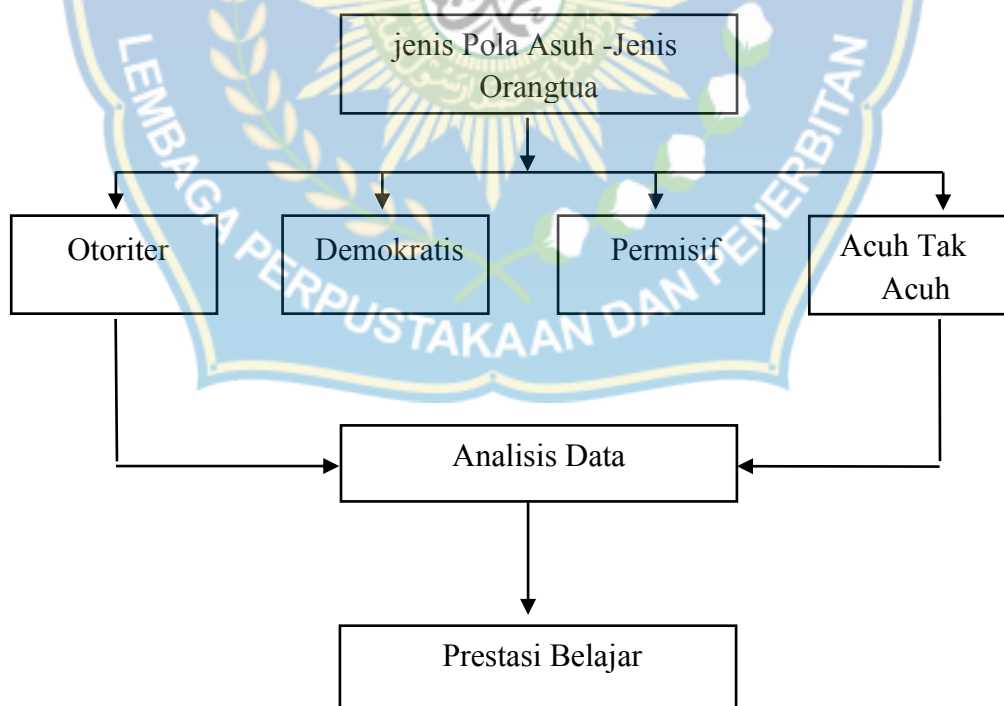 jenis Pola Asuh -Jenis
Orangtua
Otoriter
Demokratis
Permisif
Acuh Tak
Acuh
LEMBAGA PERPUSTAKAAN DAN PENERBITAN
Analisis Data
Prestasi Belajar